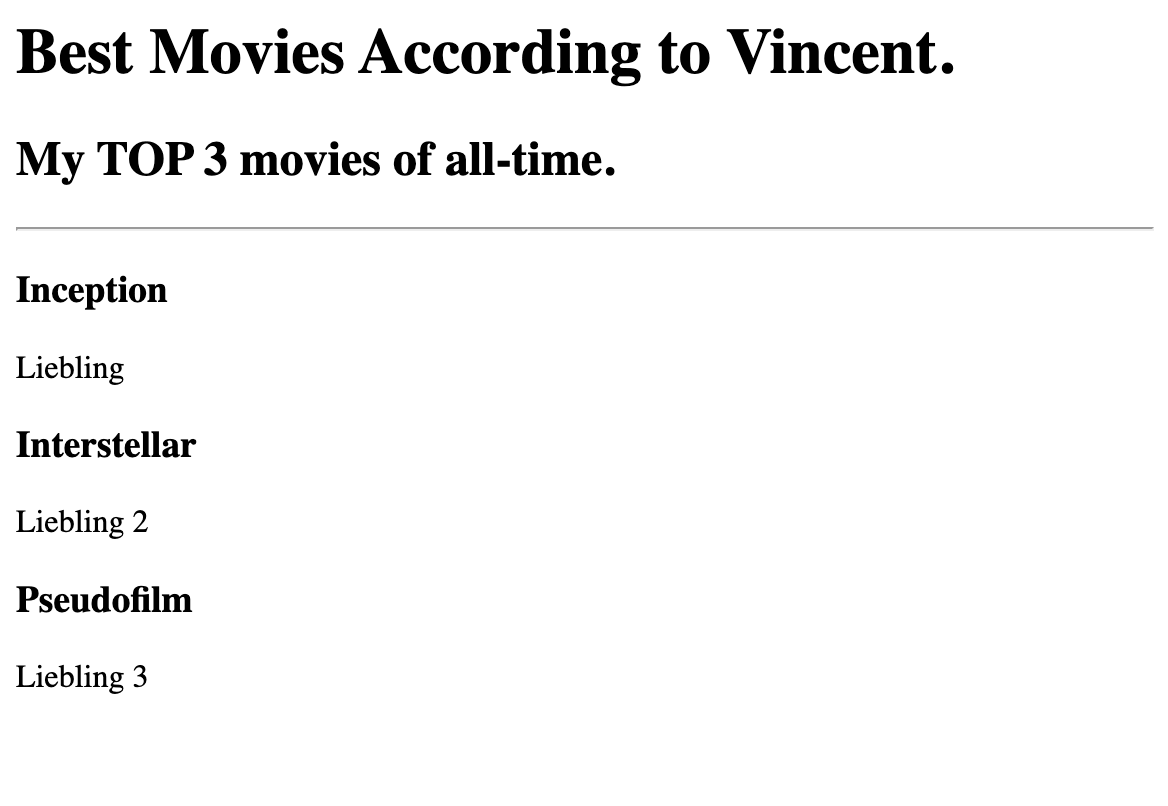 Best Movies According to Vincent.
My TOP 3 movies of all-time.
Inception
Liebling
Interstellar
Liebling 2
Pseudofilm
Liebling 3